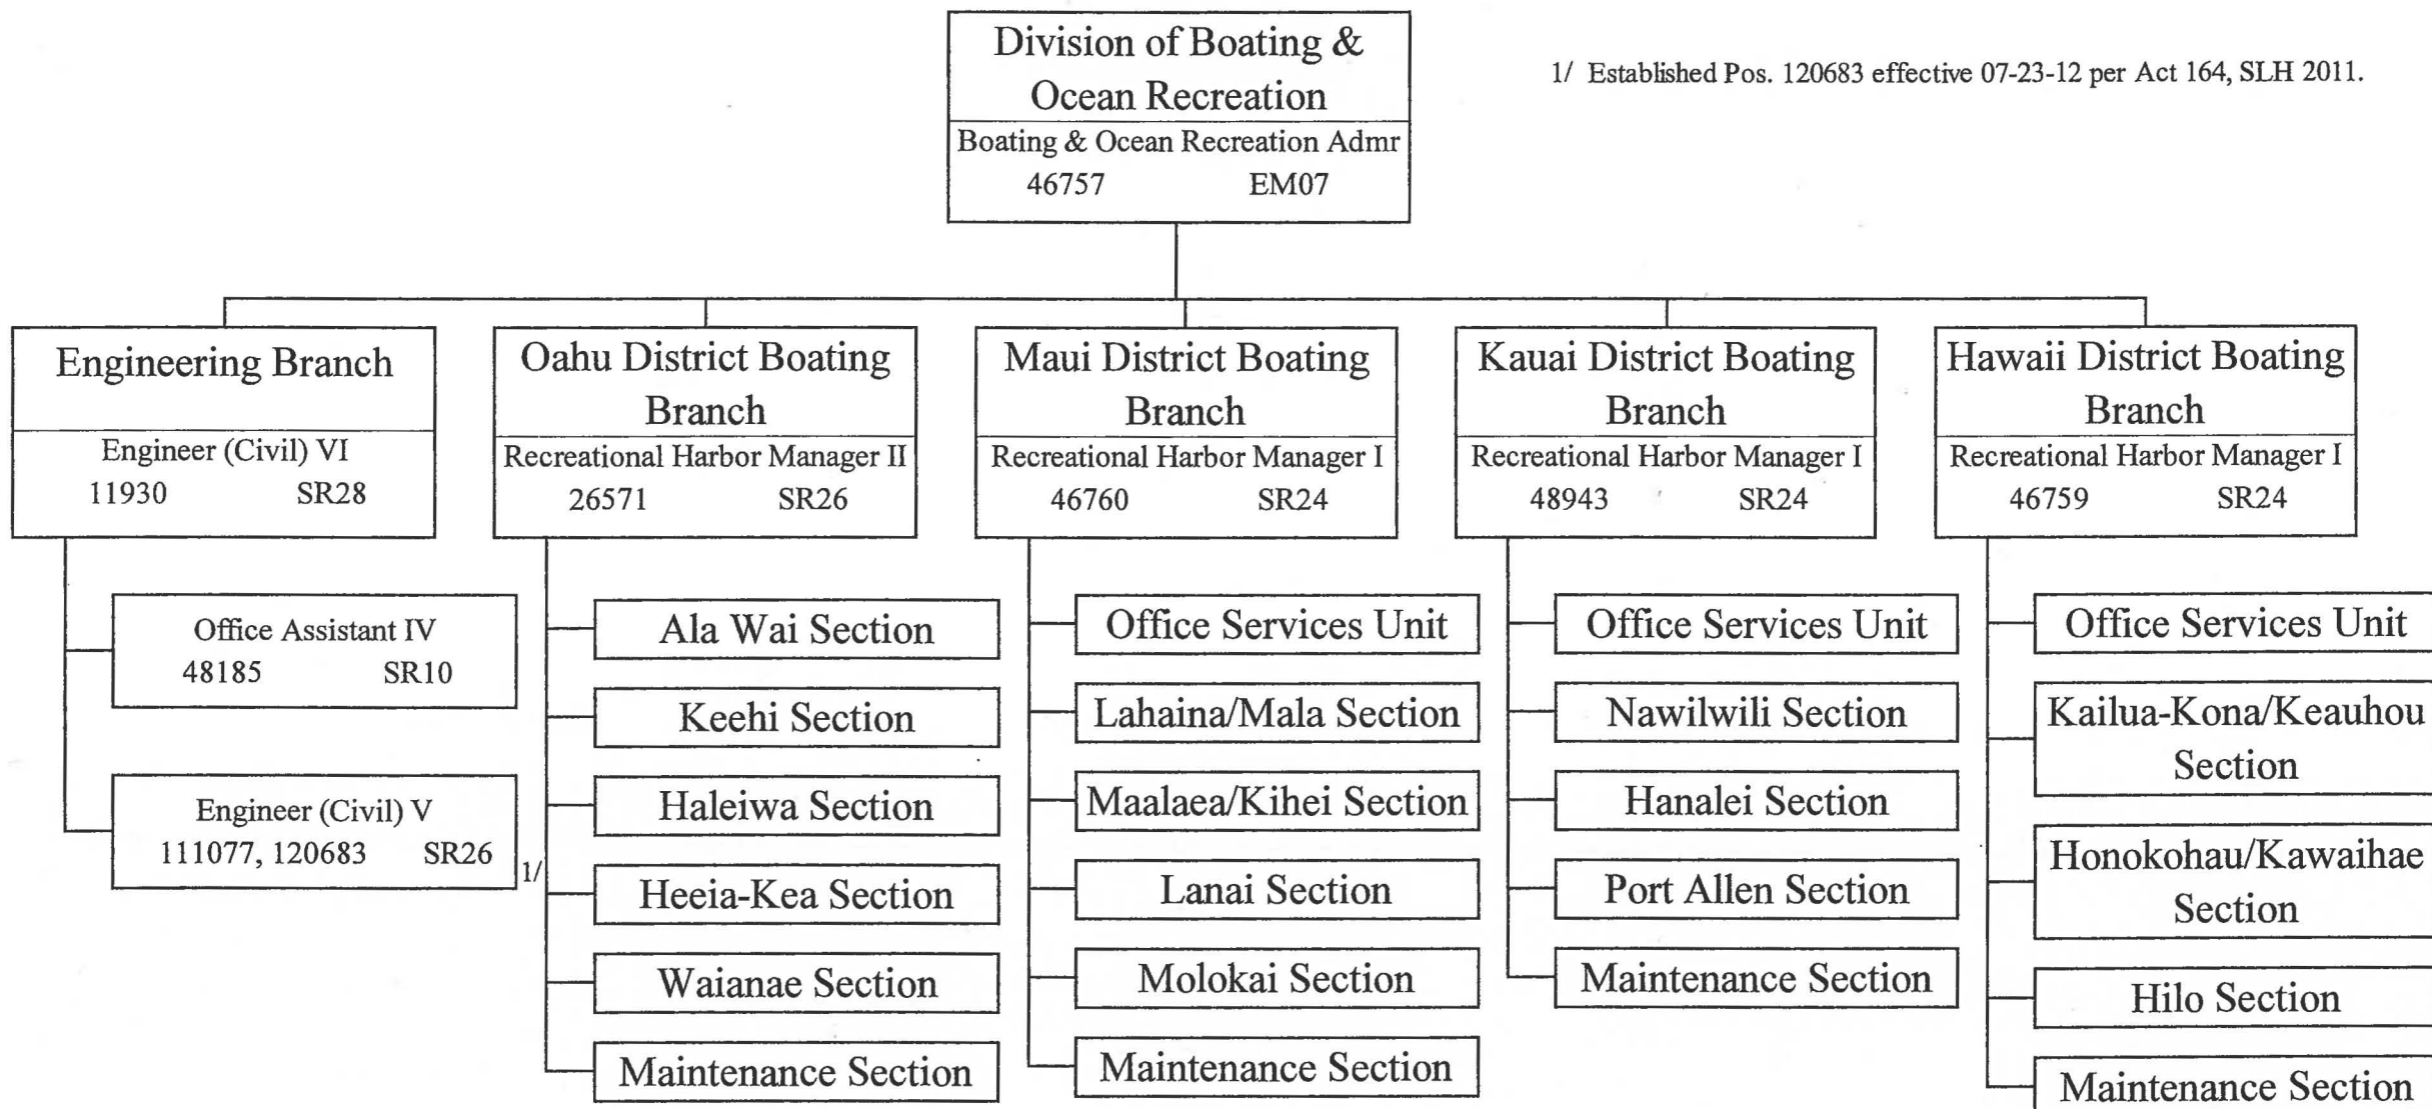 Division of Boating &
Ocean Recreation
Boating & Ocean Recreation Admr
46757 EM07
1/ Established Pos. 120683 effective 07-23-12 per Act 164, SLH 2011.
Engineering Branch
Engineer (Civil) VI
11930 SR28
Office Assistant IV
48185 SR10
Engineer (Civil) V
111077, 120683 SR26
1/
Oahu District Boating
Branch
Recreational Harbor Manager II
26571 SR26
Ala Wai Section
Keehi Section
Haleiwa Section
Heeia-Kea Section
Waianae Section
Maintenance Section
Maui District Boating
Branch
Recreational Harbor Manager I
46760 SR24
Office Services Unit
Lahaina/Mala Section
Maalaea/Kihei Section
Lanai Section
Molokai Section
Maintenance Section
Kauai District Boating
Branch
Recreational Harbor Manager I
48943 SR24
Office Services Unit
Nawilwili Section
Hanalei Section
Port Allen Section
Maintenance Section
Hawaii District Boating
Branch
Recreational Harbor Manager I
46759 SR24
Office Services Unit
Kailua-Kona/Keauhou
Section
Honokohau/Kawaihae
Section
Hilo Section
Maintenance Section